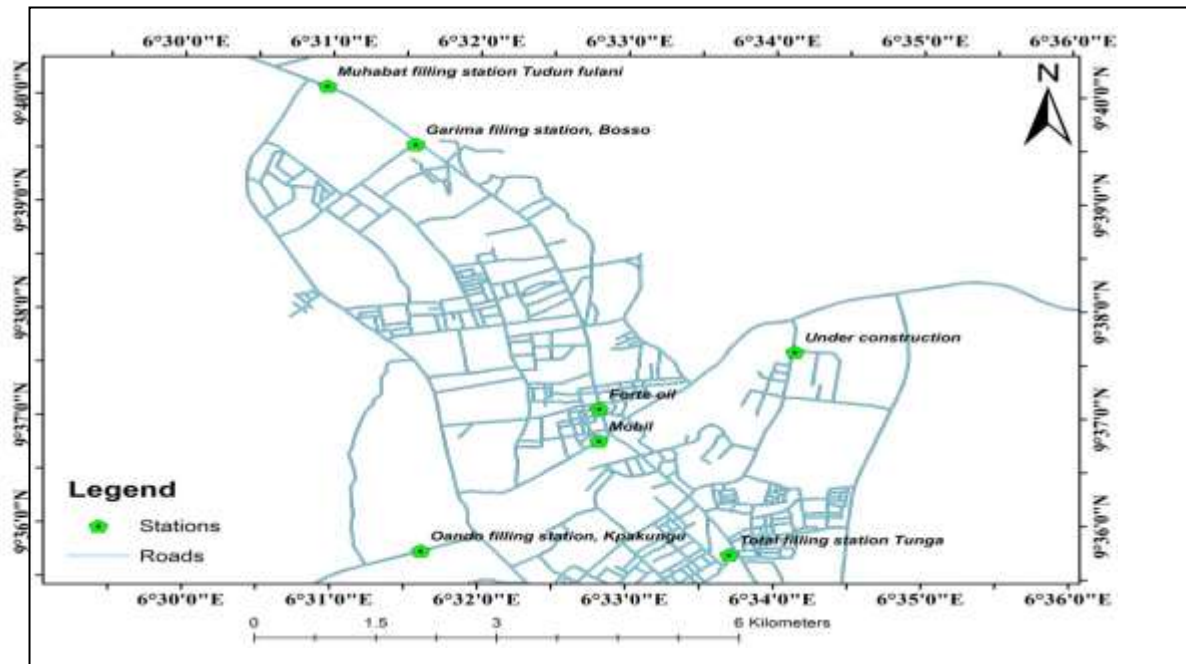 6°30'0"E 6°31'0"E 6°32'0"E 6°33'0"E 6°34'0"E 6°35'0"E 6°36'0"E
Muhabat filling station Tudun fulani
N
9°40'0"N
9°40'0"N
Garima filing station, Bosso
9°39'0"N
9°39'0"N
9°38'0"N
9°38'0"N
Under construction
Forte oil
9°37'0"N
9°37'0"N
Mobil
Legend
Stations
Roads
9°36'0"N
9°36'0"N
Oando filling station, Kpakungu
Total filling station Tunga
6°30'0"E 6°31'0"E 6°32'0"E 6°33'0"E 6°34'0"E 6°35'0"E 6°36'0"E
0 1.5 3 6 Kilometers